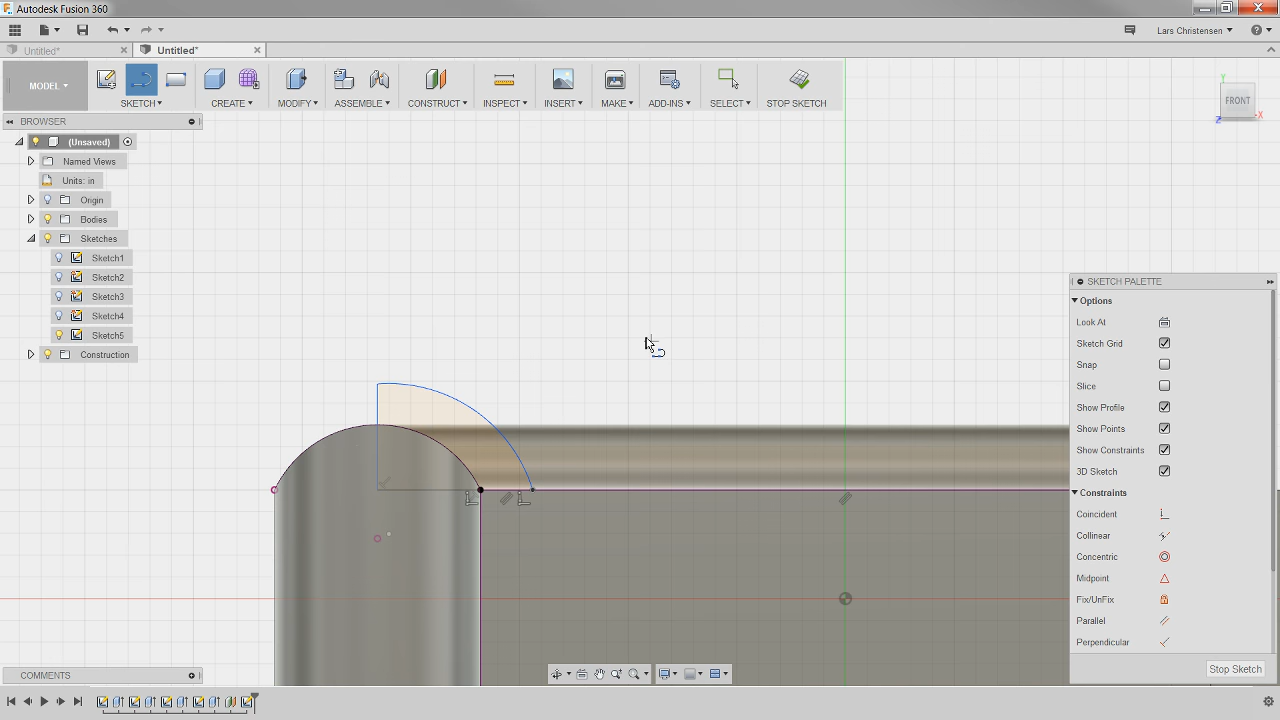 Autodesk Fusion 360
Lars Christensen
Untitled*
Untitled*
MODEL
SKETCH
CREATE
MODIFY
ASSEMBLE
CONSTRUCT
INSPECT
INSERT
MAKE
ADD-INS
SELECT
STOP SKETCH
Y
FRONT
Z
-X
BROWSER
(Unsaved)
Named Views
Units: in
Origin
Bodies
Sketches
Sketch1
Sketch2
Sketch3
Sketch4
Sketch5
Construction
SKETCH PALETTE
Options
Look At
Sketch Grid
Snap
Slice
Show Profile
Show Points
Show Constraints
3D Sketch
Constraints
Coincident
Collinear
Concentric
Midpoint
Fix/UnFix
Parallel
Perpendicular
Stop Sketch
COMMENTS